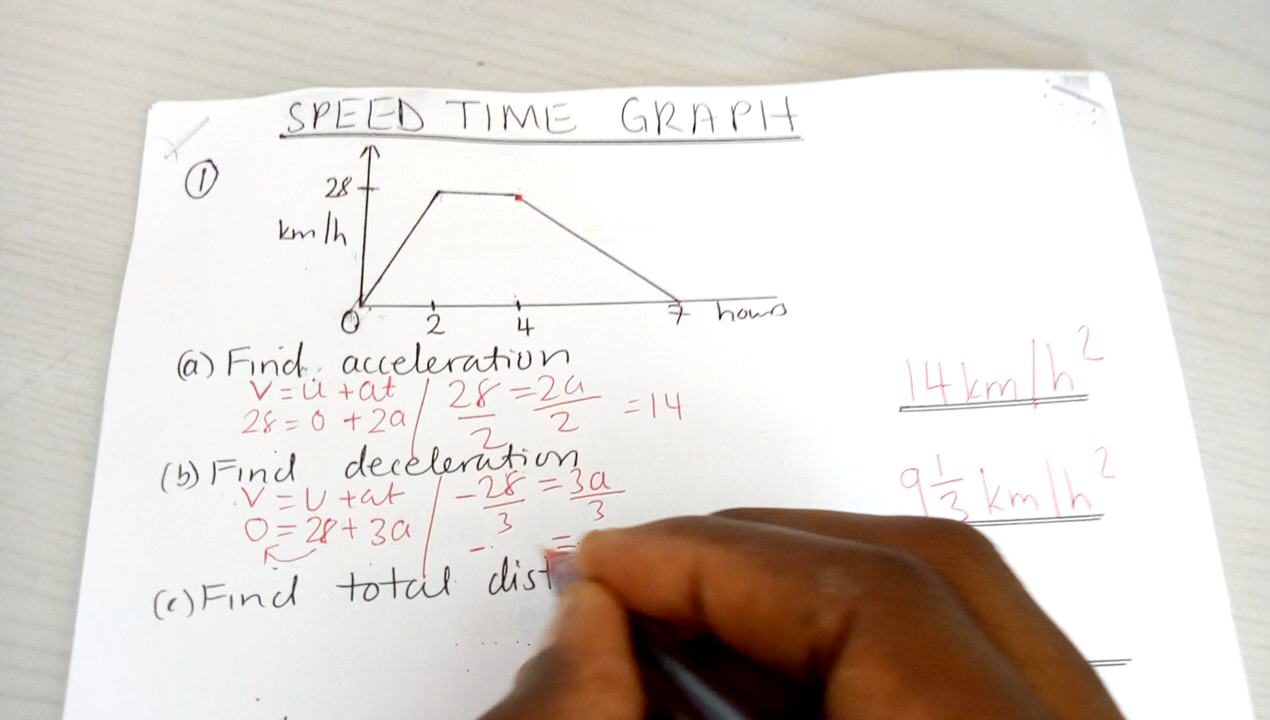 SPEED TIME GRAPH
①
28
km/h
0 2 4 7 hours
(a) Find acceleration
V = u + at / 28/2 = 2a/2 = 14
28 = 0 + 2a
14 km/h²
(b) Find deceleration
V = U + at / -28/3 = 3a/3
0 = 28 + 3a
- =
9 1/3 km/h²
(c) Find total